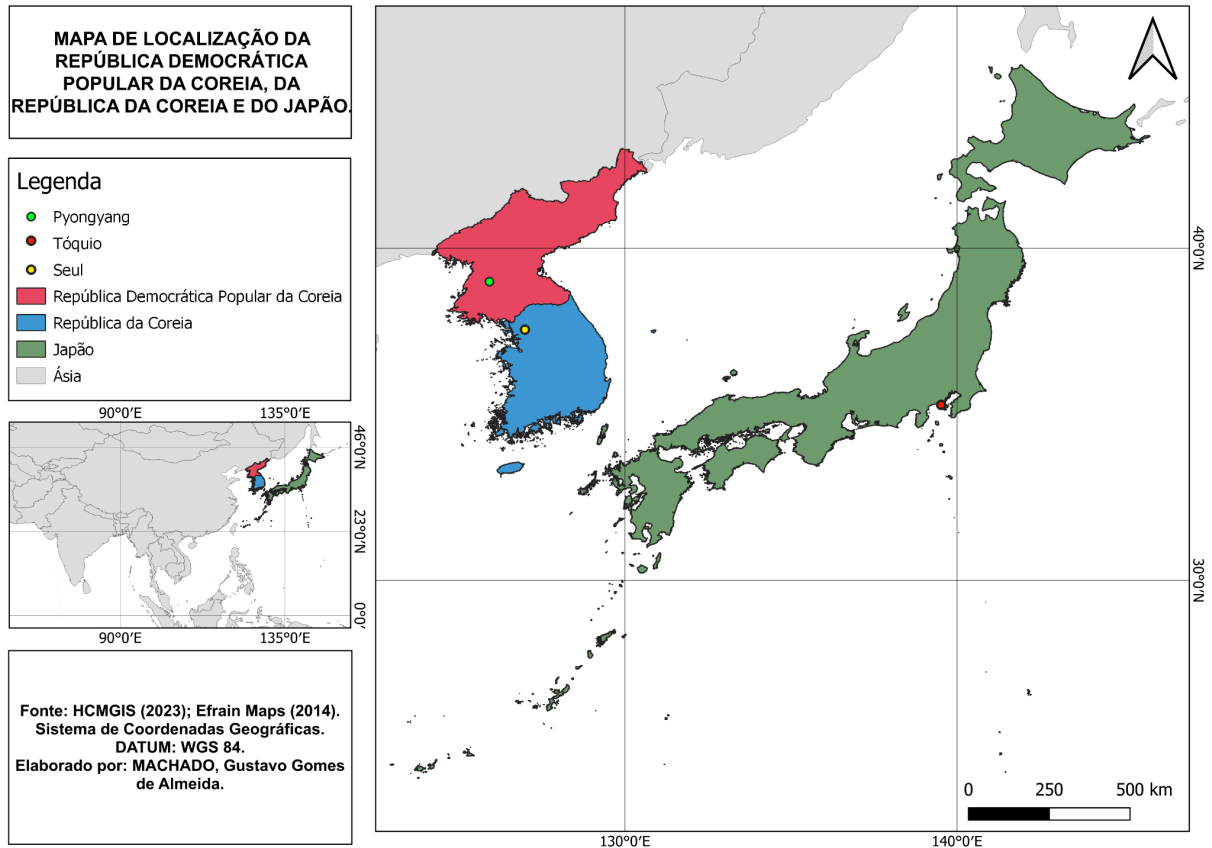 MAPA DE LOCALIZAÇÃO DA
REPÚBLICA DEMOCRÁTICA
POPULAR DA COREIA, DA
REPÚBLICA DA COREIA E DO JAPÃO.
Legenda
Pyongyang
Tóquio
Seul
República Democrática Popular da Coreia
República da Coreia
Japão
Ásia
90°0′E 135°0′E
46°0′N
23°0′N
0°0′
90°0′E 135°0′E
Fonte: HCMGIS (2023); Efrain Maps (2014).
Sistema de Coordenadas Geográficas.
DATUM: WGS 84.
Elaborado por: MACHADO, Gustavo Gomes
de Almeida.
40°0′N
30°0′N
0 250 500 km
130°0′E 140°0′E